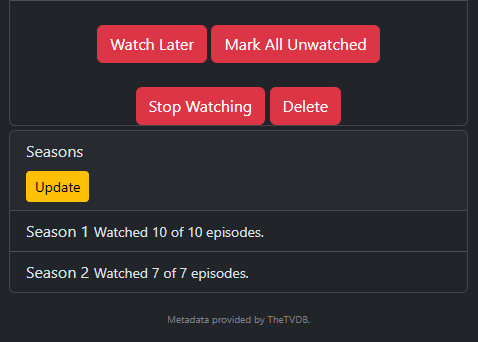 Watch Later Mark All Unwatched
Stop Watching Delete
Seasons
Update
Season 1 Watched 10 of 10 episodes.
Season 2 Watched 7 of 7 episodes.
Metadata provided by TheTVDB.